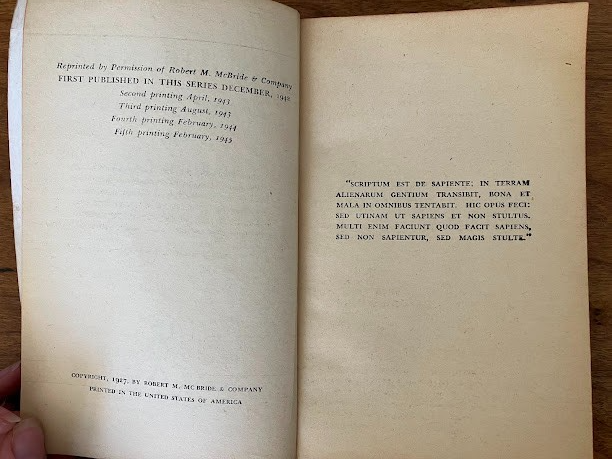 Reprinted by Permission of Robert M. McBride & Company
FIRST PUBLISHED IN THIS SERIES DECEMBER, 1942
Second printing April, 1943
Third printing August, 1943
Fourth printing February, 1944
Fifth printing February, 1945
COPYRIGHT, 1927, BY ROBERT M. MC BRIDE & COMPANY
PRINTED IN THE UNITED STATES OF AMERICA
"SCRIPTUM EST DE SAPIENTE; IN TERRAM
ALIENARUM GENTIUM TRANSIBIT, BONA ET
MALA IN OMNIBUS TENTABIT. HIC OPUS FECI:
SED UTINAM UT SAPIENS ET NON STULTUS.
MULTI ENIM FACIUNT QUOD FACIT SAPIENS,
SED NON SAPIENTUR, SED MAGIS STULTE."